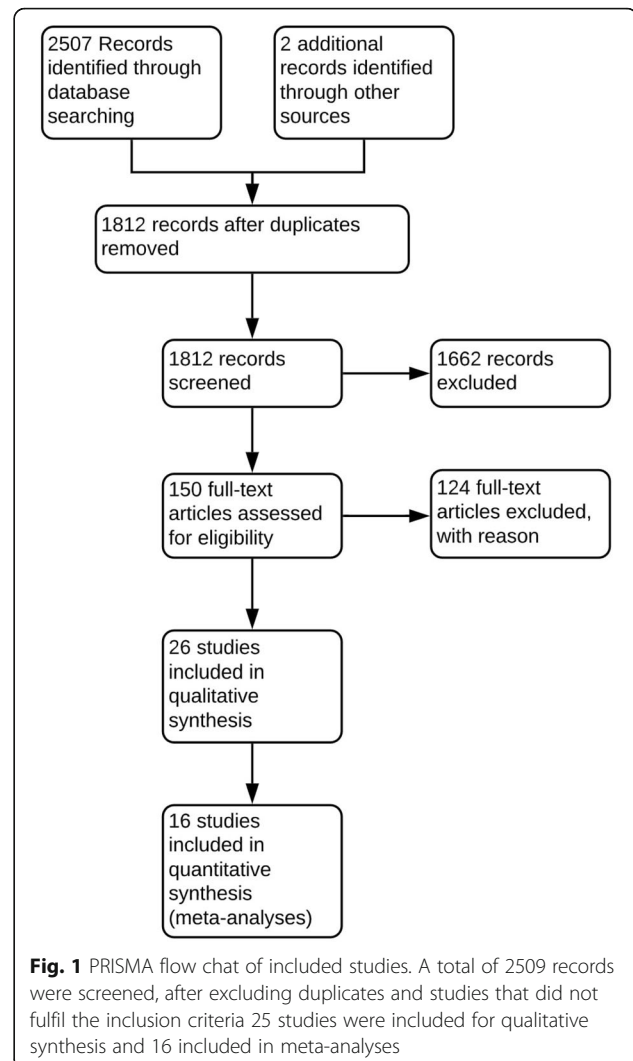 2507 Records
identified through
database
searching
2 additional
records identified
through other
sources
1812 records after duplicates
removed
1812 records
screened
1662 records
excluded
150 full-text
articles assessed
for eligibility
124 full-text
articles excluded,
with reason
26 studies
included in
qualitative
synthesis
16 studies
included in
quantitative
synthesis
(meta-analyses)
Fig. 1 PRISMA flow chat of included studies. A total of 2509 records
were screened, after excluding duplicates and studies that did not
fulfil the inclusion criteria 25 studies were included for qualitative
synthesis and 16 included in meta-analyses